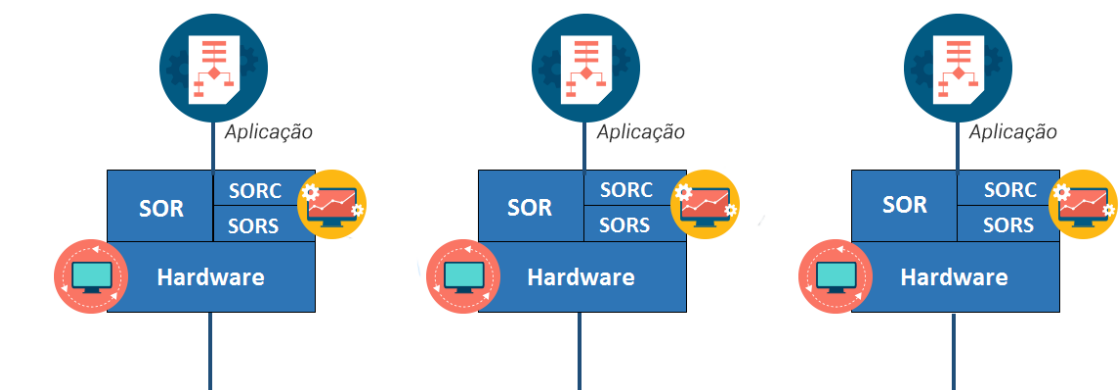 Aplicação
Aplicação
Aplicação
SOR
SORC
SORS
Hardware
SOR
SORC
SORS
Hardware
SOR
SORC
SORS
Hardware